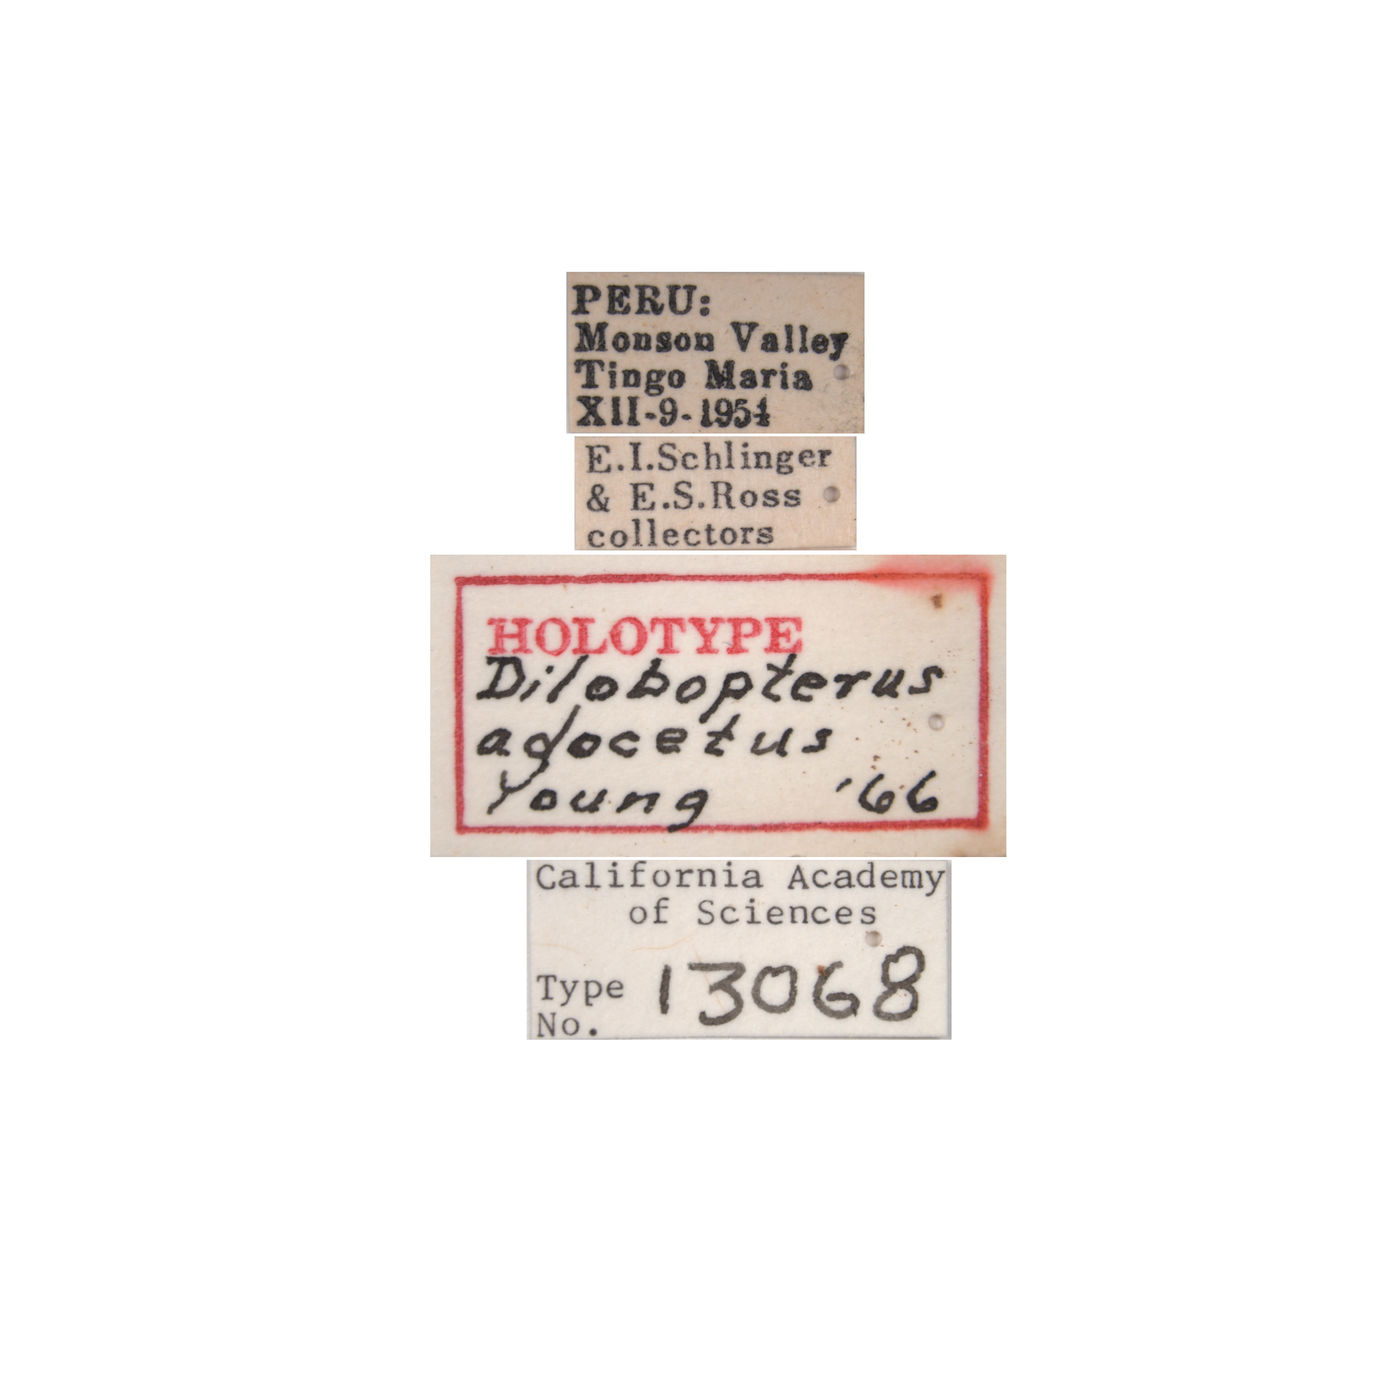 PERU:
Monson Valley
Tingo Maria
XII-9-1954
E.I.Schlinger
& E.S.Ross
collectors
HOLOTYPE
Dilobopterus
adocetus
Young '66
California Academy
of Sciences
Type
No. 13068